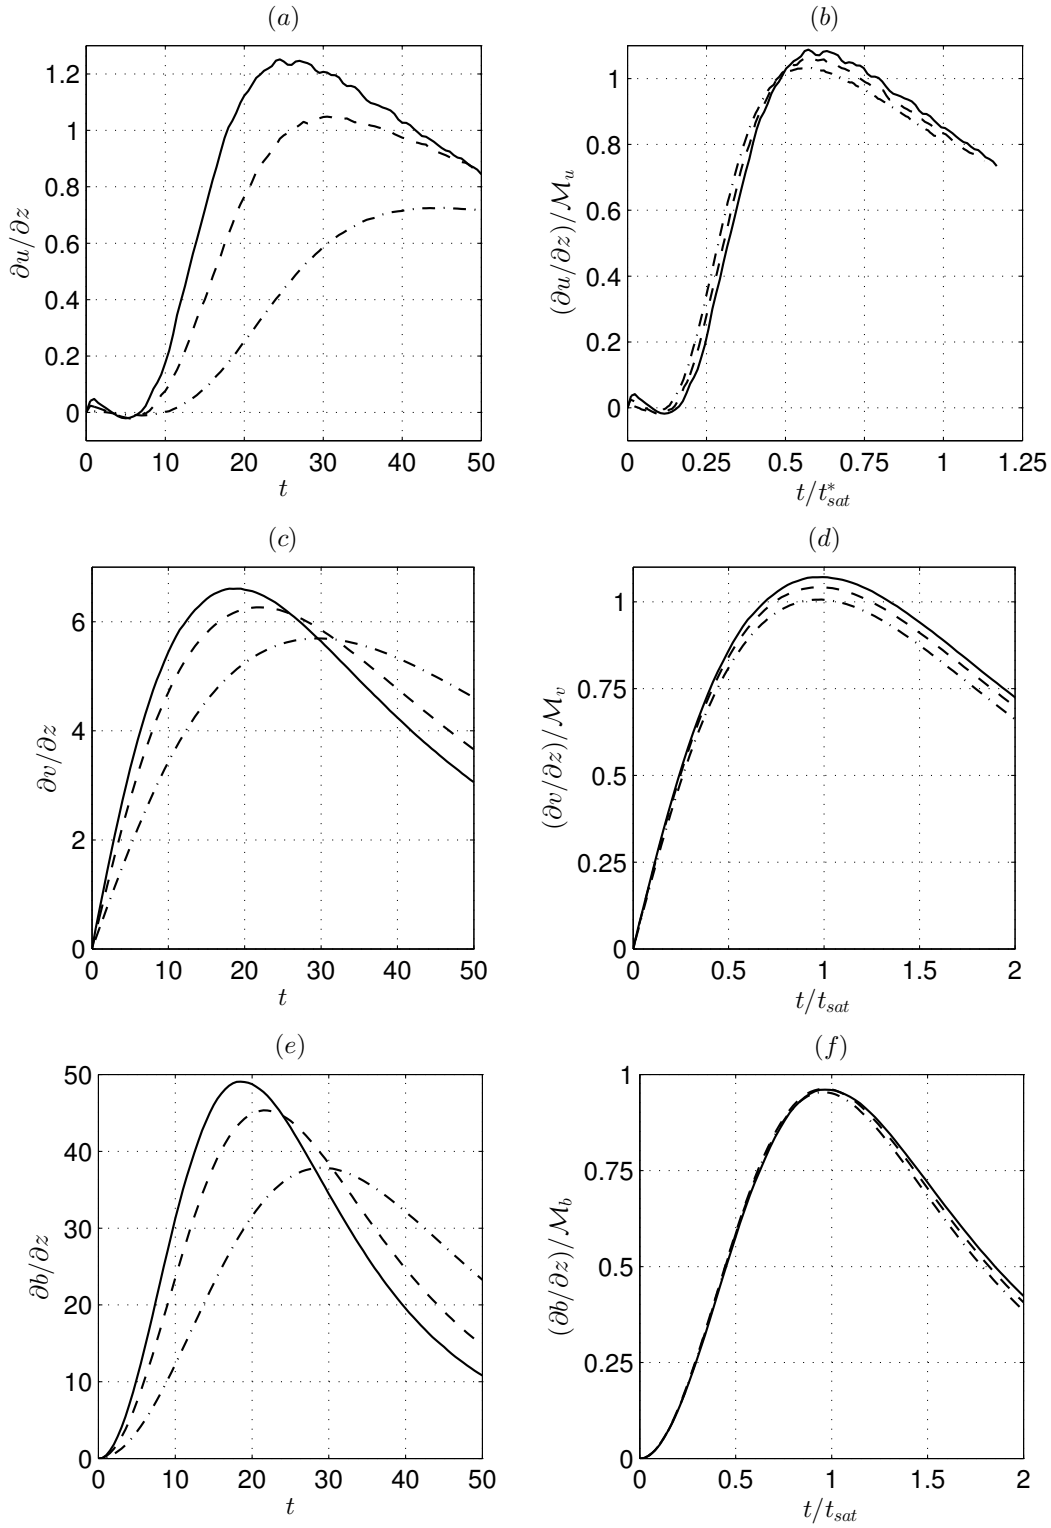 (a)
1.2
1
0.8
0.6
0.4
0.2
0
∂u/∂z
0 10 20 30 40 50
t
(b)
1
0.8
0.6
0.4
0.2
0
(∂u/∂z)/ℳ_u
0 0.25 0.5 0.75 1 1.25
t/t*_sat
(c)
6
4
2
0
∂v/∂z
0 10 20 30 40 50
t
(d)
1
0.75
0.5
0.25
0
(∂v/∂z)/ℳ_v
0 0.5 1 1.5 2
t/t_sat
(e)
50
40
30
20
10
0
∂b/∂z
0 10 20 30 40 50
t
(f)
1
0.75
0.5
0.25
0
(∂b/∂z)/ℳ_b
0 0.5 1 1.5 2
t/t_sat